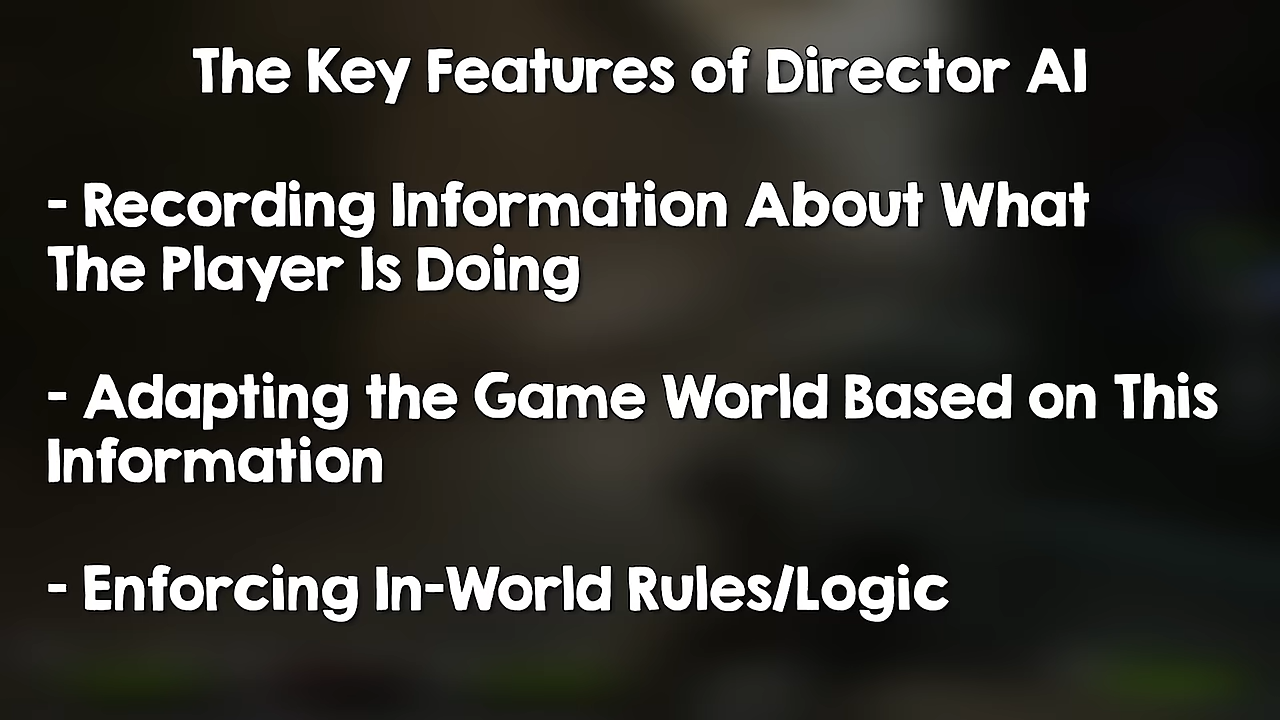 The Key Features of Director AI
- Recording Information About What
The Player Is Doing
- Adapting the Game World Based on This
Information
- Enforcing In-World Rules/Logic